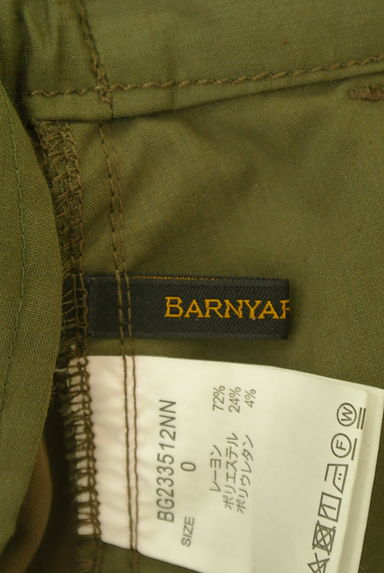 BARNYAR
BG233512NN
SIZE 0
レーヨン 72%
ポリエステル 24%
ポリウレタン 4%